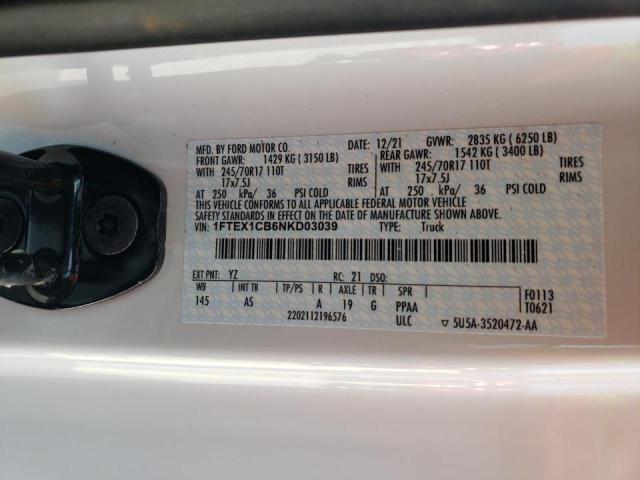 MFD. BY FORD MOTOR CO. DATE: 12/21 GVWR: 2835 KG ( 6250 LB)
FRONT GAWR: 1429 KG ( 3150 LB) REAR GAWR: 1542 KG ( 3400 LB)
WITH 245/70R17 110T TIRES WITH 245/70R17 110T TIRES
17x7.5J RIMS 17x7.5J RIMS
AT 250 kPa/ 36 PSI COLD AT 250 kPa/ 36 PSI COLD
THIS VEHICLE CONFORMS TO ALL APPLICABLE FEDERAL MOTOR VEHICLE
SAFETY STANDARDS IN EFFECT ON THE DATE OF MANUFACTURE SHOWN ABOVE.
VIN: 1FTEX1CB6NKD03039 TYPE: Truck
EXT PNT: YZ RC: 21 DSO:
WB INT TR TP/PS R AXLE TR SPR F0113
145 AS A 19 G PPAA T0621
2202112196576 ULC ▽ 5U5A-3520472-AA